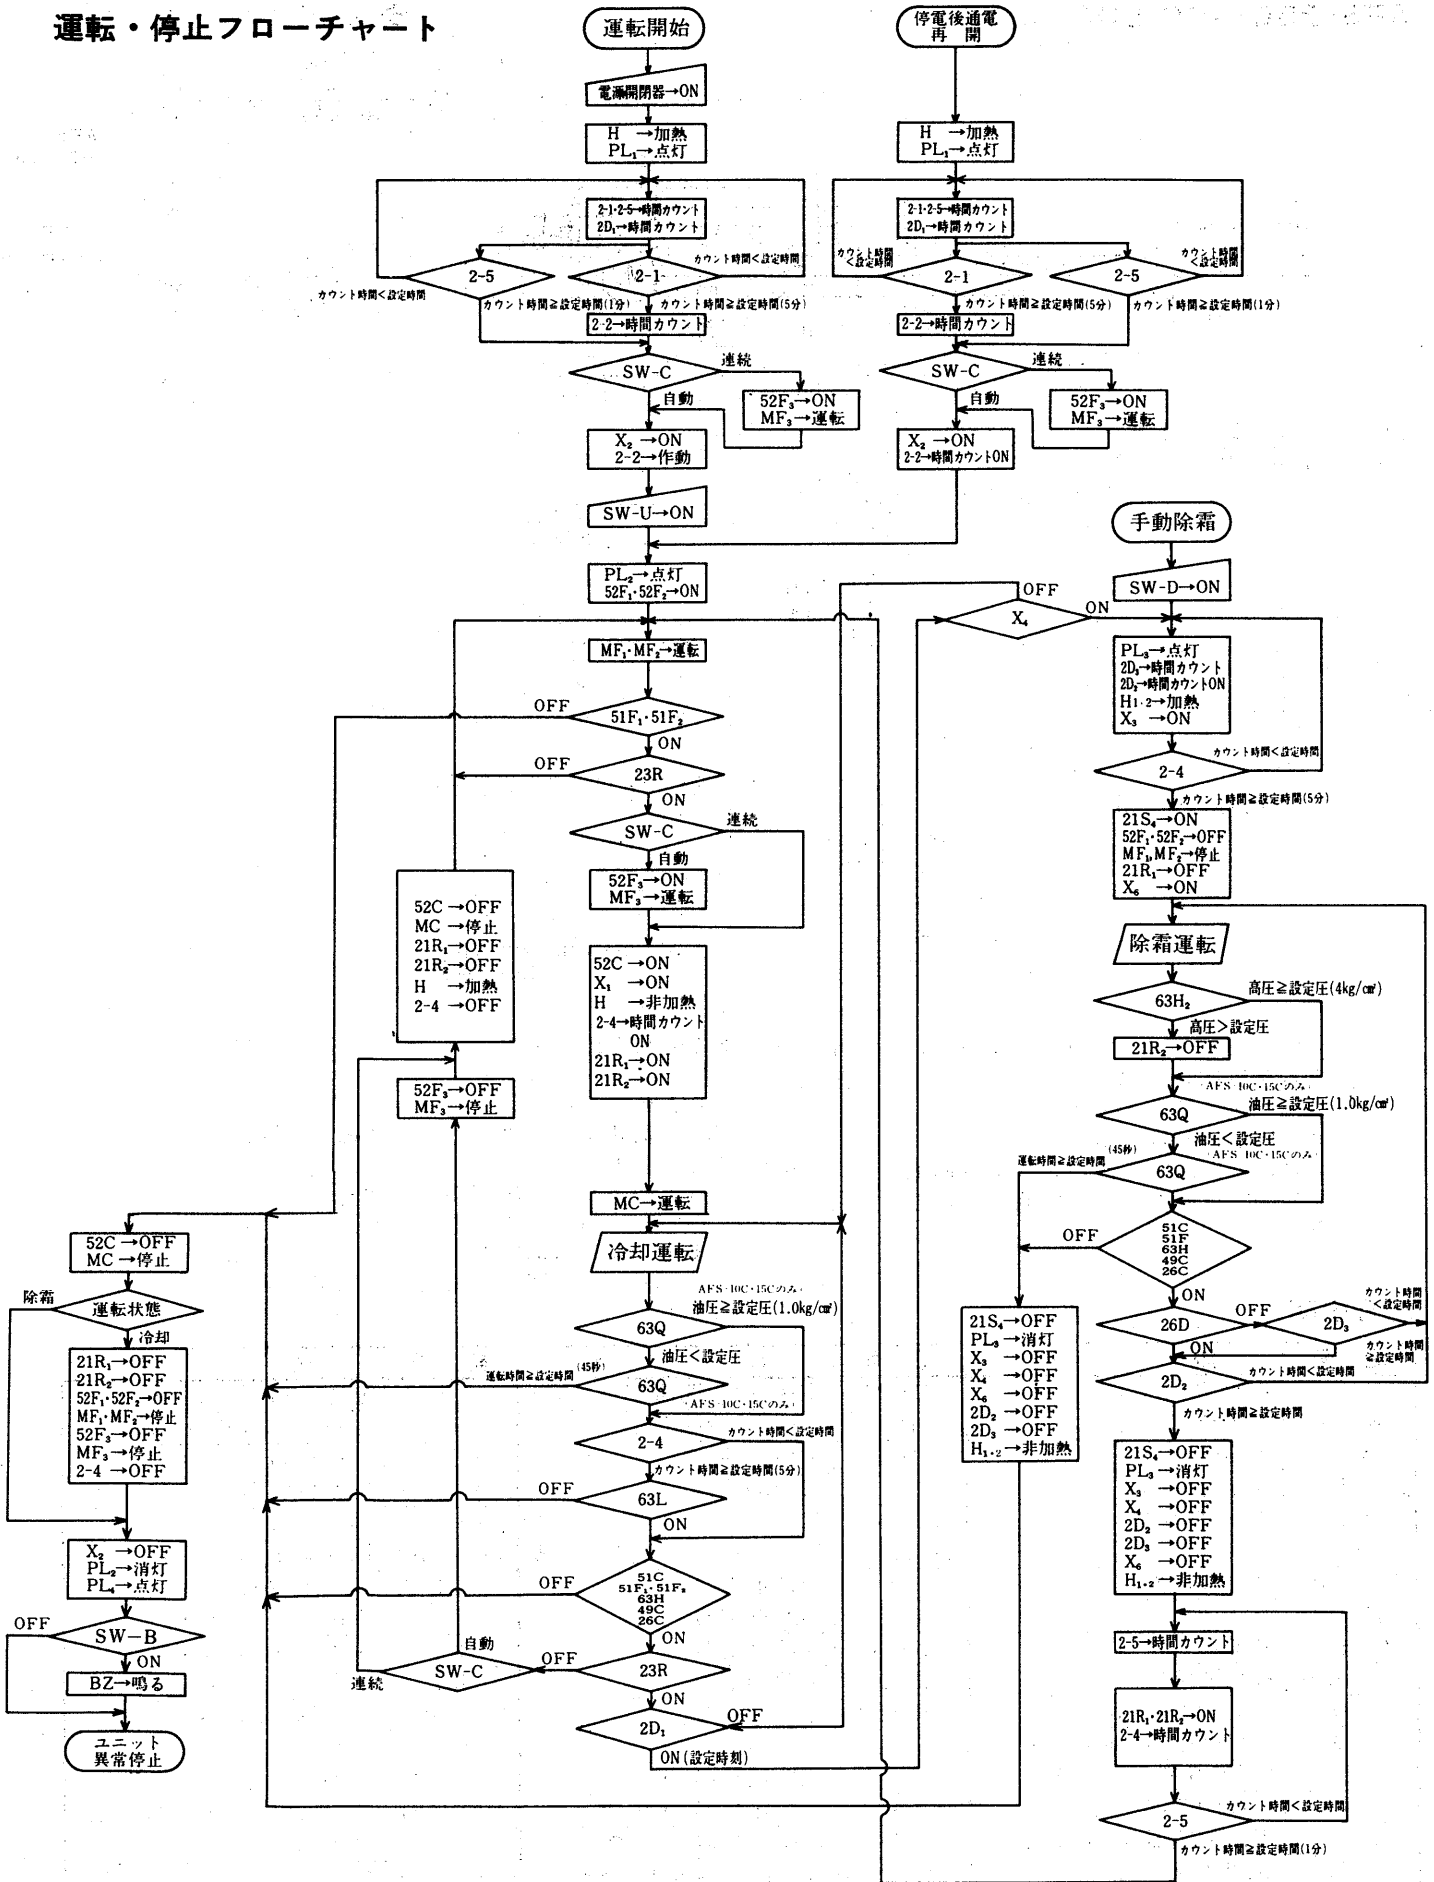 運転・停止フローチャート
運転開始
電源開閉器→ON
H →加熱
PL₁→点灯
2-1・2-5→時間カウント
2D₁→時間カウント
2-5
2-1
カウント時間<設定時間
カウント時間<設定時間
カウント時間≧設定時間(1分)
カウント時間≧設定時間(5分)
2-2→時間カウント
SW-C
連続
自動
52F₃→ON
MF₃→運転
X₂ →ON
2-2→作動
SW-U→ON
PL₂→点灯
52F₁・52F₂→ON
停電後通電
再 開
H →加熱
PL₁→点灯
2-1・2-5→時間カウント
2D₁→時間カウント
カウント時間
<設定時間
カウント時間
<設定時間
2-1
2-5
カウント時間≧設定時間(5分)
カウント時間≧設定時間(1分)
2-2→時間カウント
SW-C
連続
自動
52F₃→ON
MF₃→運転
X₂ →ON
2-2→時間カウントON
MF₁・MF₂→運転
51F₁・51F₂
OFF
ON
23R
OFF
ON
SW-C
連続
自動
52F₃→ON
MF₃→運転
52C →ON
X₁ →ON
H →非加熱
2-4→時間カウント
ON
21R₁→ON
21R₂→ON
MC→運転
冷却運転
AFS-10C・15Cのみ
油圧≧設定圧(1.0kg/c㎡)
63Q
油圧<設定圧
運転時間≧設定時間(45秒)
63Q
(AFS-10C・15Cのみ)
2-4
カウント時間<設定時間
カウント時間≧設定時間(5分)
63L
OFF
ON
51C
51F₁・51F₂
63H
49C
26C
OFF
ON
23R
OFF
ON
SW-C
自動
連続
2D₁
OFF
ON(設定時刻)
52C →OFF
MC →停止
21R₁→OFF
21R₂→OFF
H →加熱
2-4 →OFF
52F₃→OFF
MF₃→停止
52C →OFF
MC →停止
運転状態
除霜
冷却
21R₁→OFF
21R₂→OFF
52F₁・52F₂→OFF
MF₁・MF₂→停止
52F₃→OFF
MF₃→停止
2-4 →OFF
X₂ →OFF
PL₂→消灯
PL₄→点灯
SW-B
OFF
ON
BZ→鳴る
ユニット
異常停止
手動除霜
SW-D→ON
X₄
OFF
ON
PL₃→点灯
2D₃→時間カウント
2D₂→時間カウントON
H₁・₂→加熱
X₃ →ON
2-4
カウント時間<設定時間
カウント時間≧設定時間(5分)
21S₄→ON
52F₁・52F₂→OFF
MF₁,MF₂→停止
21R₁→OFF
X₆ →ON
除霜運転
63H₂
高圧≧設定圧(4kg/c㎡)
高圧>設定圧
21R₂→OFF
(AFS-10C・15Cのみ)
63Q
油圧≧設定圧(1.0kg/c㎡)
油圧<設定圧
(AFS-10C・15Cのみ)
運転時間≧設定時間(45秒)
63Q
51C
51F
63H
49C
26C
OFF
ON
26D
OFF
ON
2D₃
カウント時間
<設定時間
カウント時間
≧設定時間
2D₂
カウント時間<設定時間
カウント時間≧設定時間
21S₄→OFF
PL₃→消灯
X₃ →OFF
X₄ →OFF
X₆ →OFF
2D₂ →OFF
2D₃ →OFF
H₁・₂→非加熱
21S₄→OFF
PL₃→消灯
X₃ →OFF
X₄ →OFF
2D₂ →OFF
2D₃ →OFF
X₆ →OFF
H₁・₂→非加熱
2-5→時間カウント
21R₁・21R₂→ON
2-4→時間カウント
2-5
カウント時間<設定時間
カウント時間≧設定時間(1分)